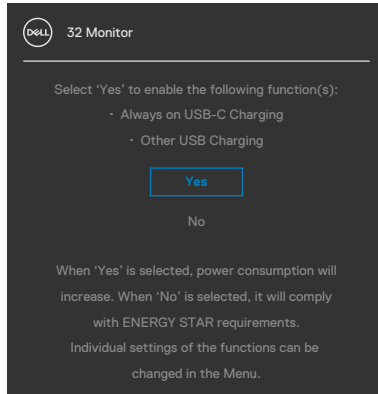 DELL
32 Monitor
Select ‘Yes’ to enable the following function(s):
· Always on USB-C Charging
· Other USB Charging
Yes
No
When ‘Yes’ is selected, power consumption will
increase. When ‘No’ is selected, it will comply
with ENERGY STAR requirements.
Individual settings of the functions can be
changed in the Menu.